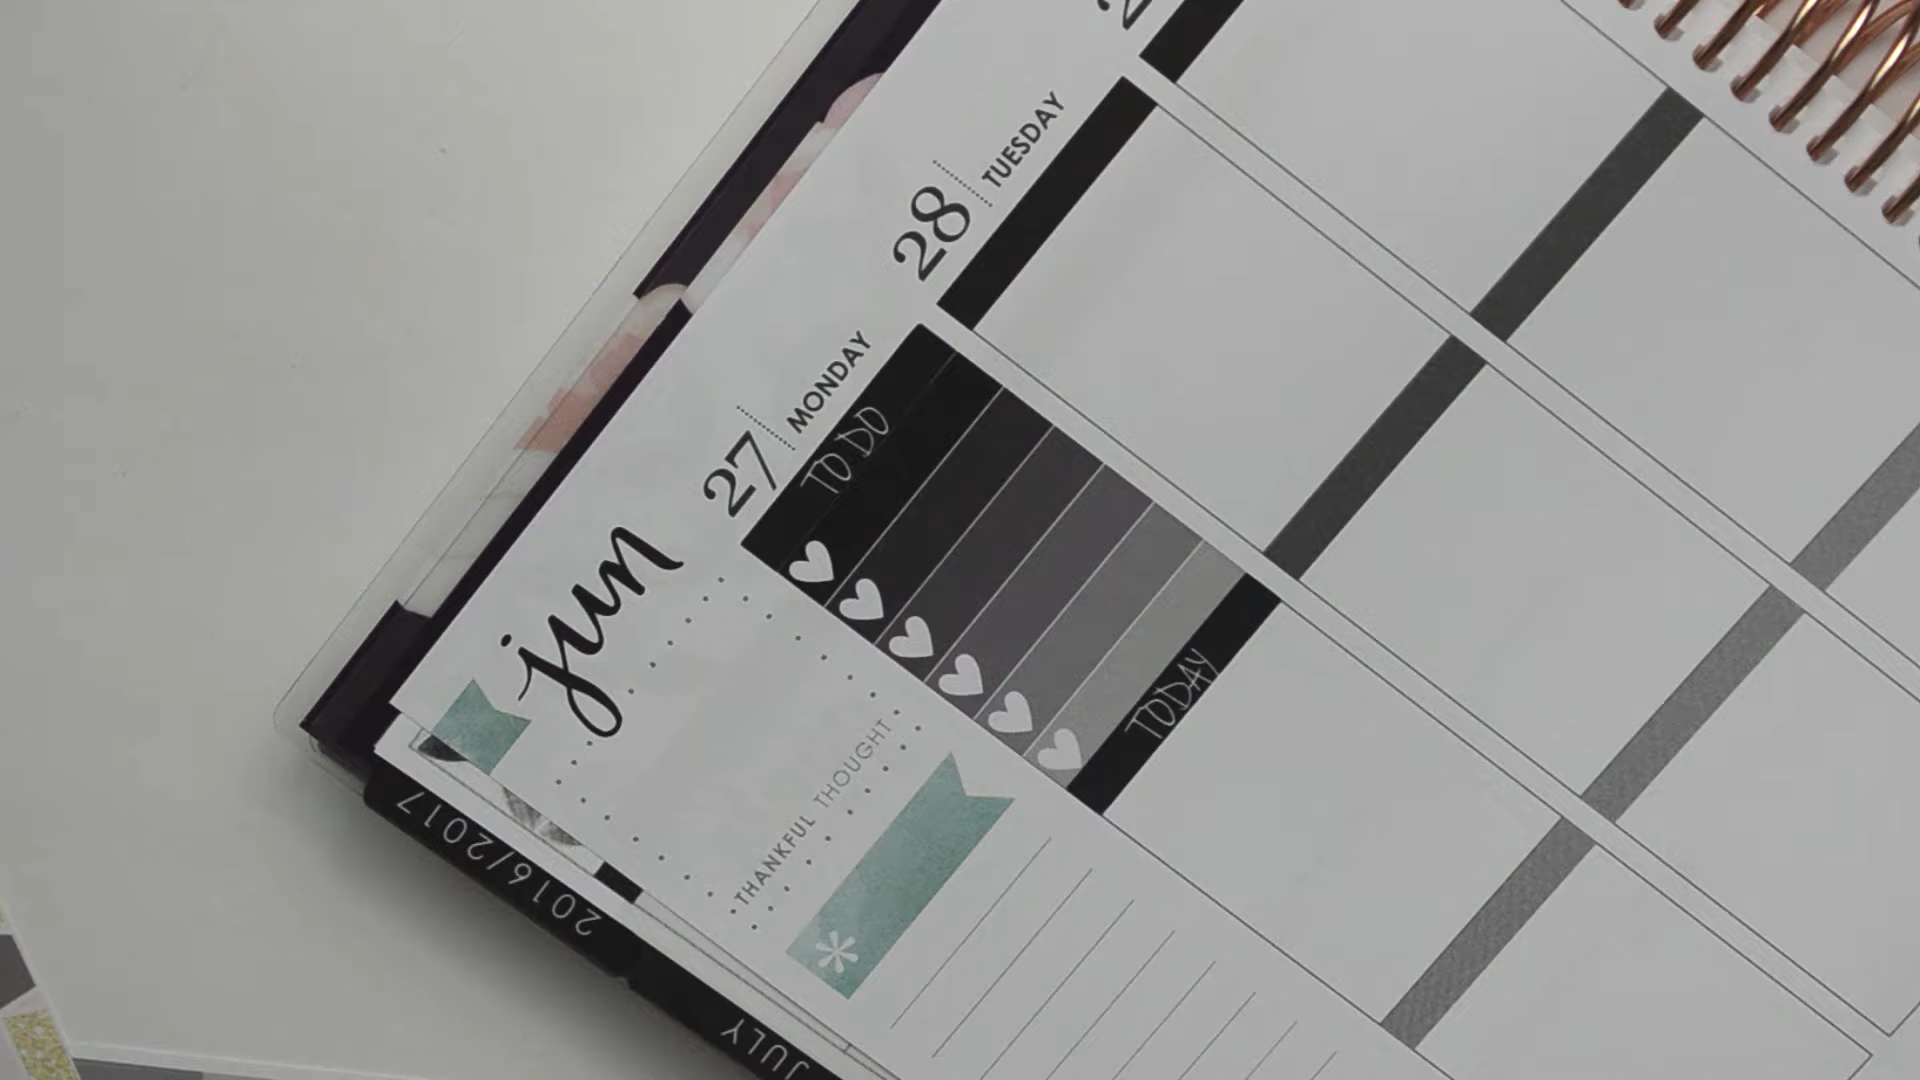 jun
27
MONDAY
28
TUESDAY
TO DO
TODAY
THANKFUL THOUGHT
2016/2017
JULY